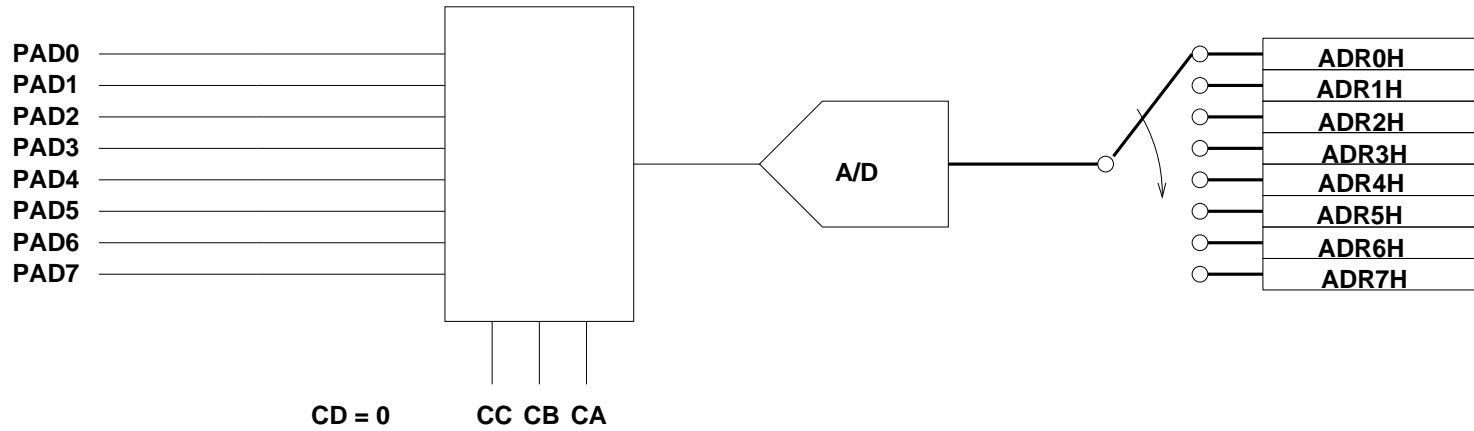 PAD0
PAD1
PAD2
PAD3
PAD4
PAD5
PAD6
PAD7
CD = 0
CC CB CA
A/D
ADR0H
ADR1H
ADR2H
ADR3H
ADR4H
ADR5H
ADR6H
ADR7H